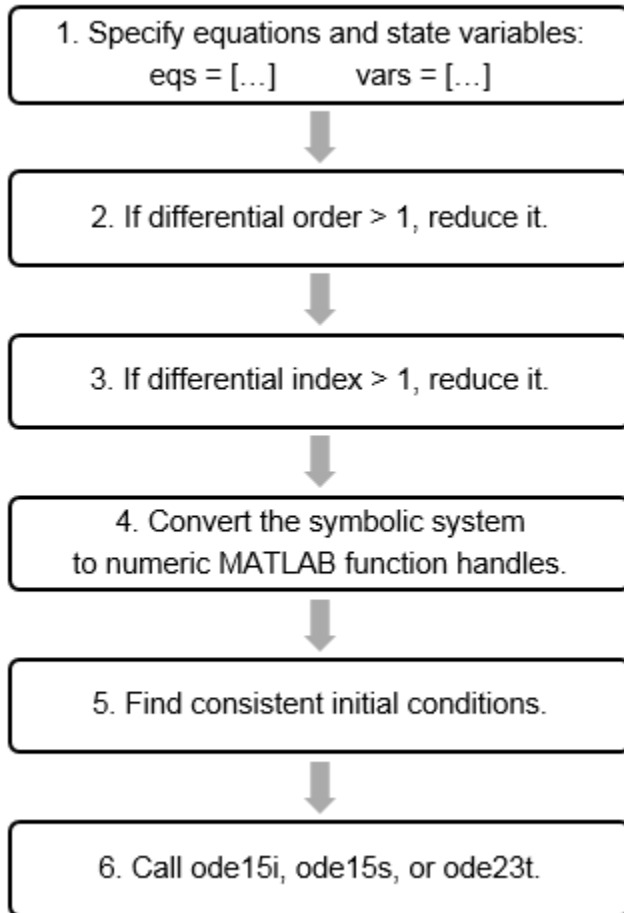 1. Specify equations and state variables:
eqs = [...] vars = [...]
2. If differential order > 1, reduce it.
3. If differential index > 1, reduce it.
4. Convert the symbolic system
to numeric MATLAB function handles.
5. Find consistent initial conditions.
6. Call ode15i, ode15s, or ode23t.